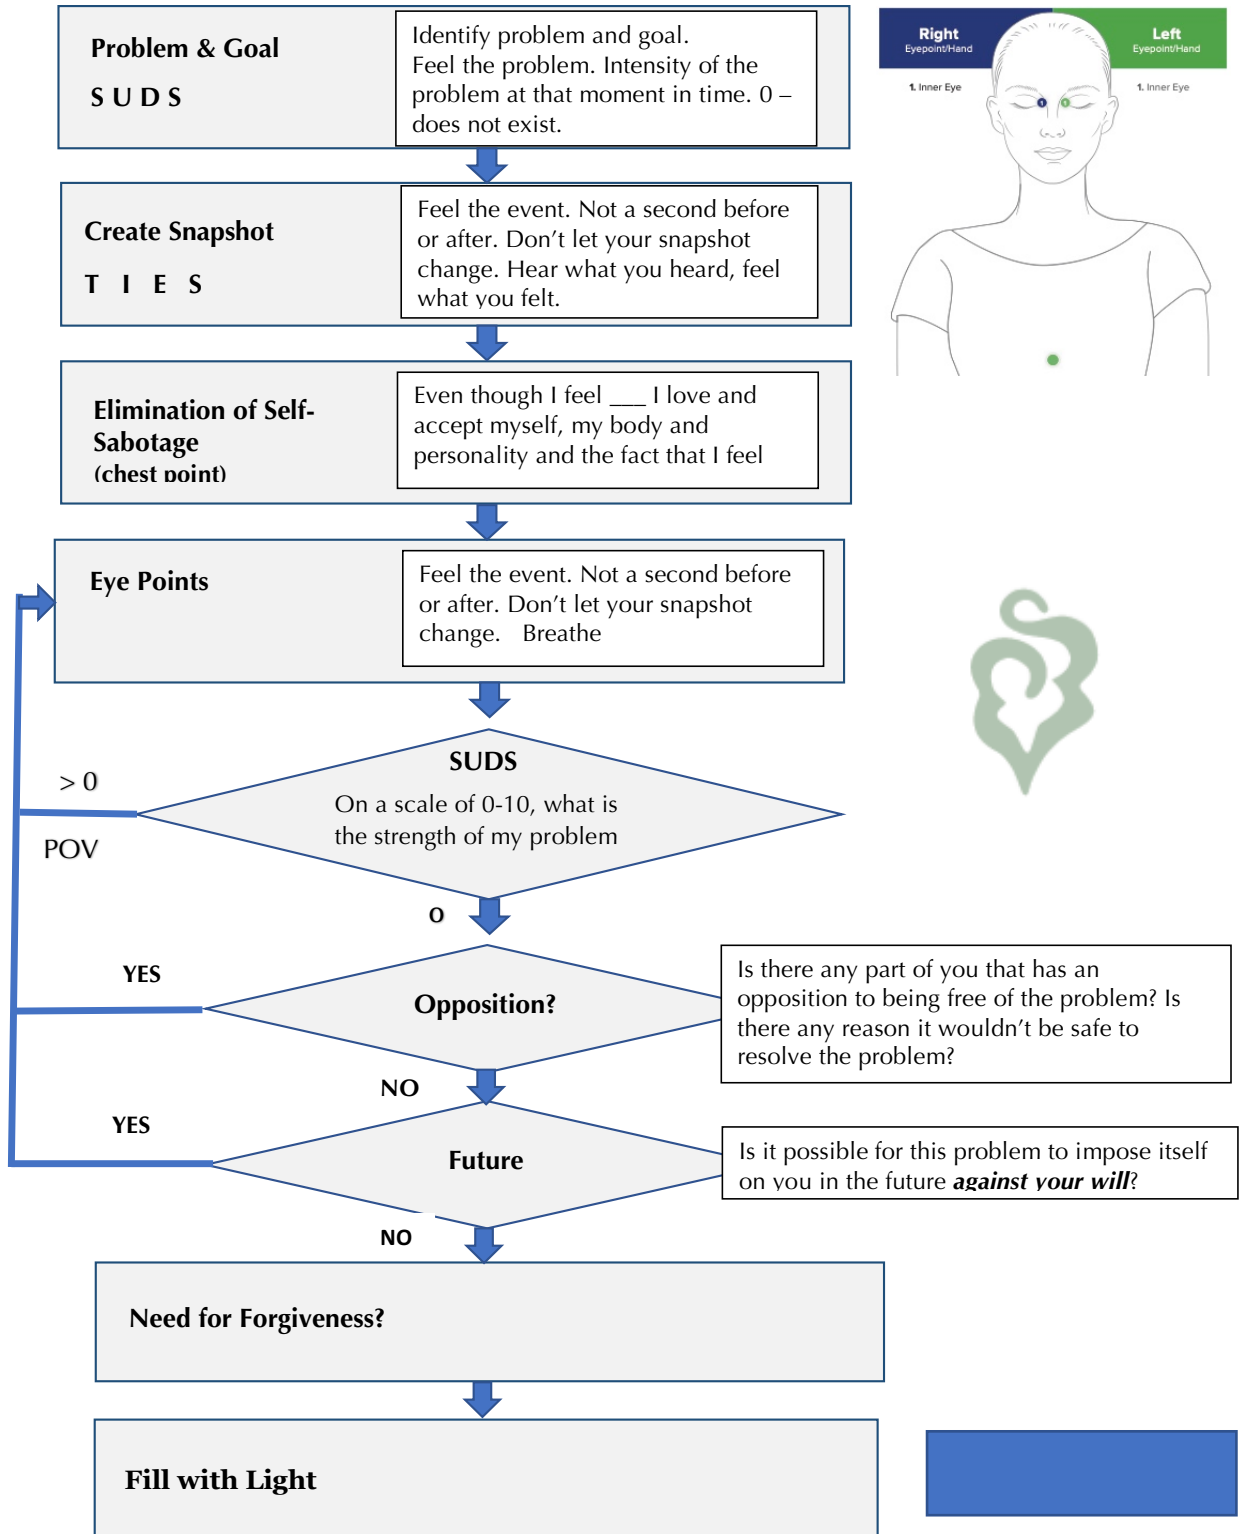 Problem & Goal
S U D S
Identify problem and goal.
Feel the problem. Intensity of the
problem at that moment in time. 0 –
does not exist.
Right
Eyepoint/Hand
Left
Eyepoint/Hand
1. Inner Eye
1. Inner Eye
1
1
Create Snapshot
T I E S
Feel the event. Not a second before
or after. Don't let your snapshot
change. Hear what you heard, feel
what you felt.
Elimination of Self-
Sabotage
(chest point)
Even though I feel ___ I love and
accept myself, my body and
personality and the fact that I feel
Eye Points
Feel the event. Not a second before
or after. Don't let your snapshot
change. Breathe
SUDS
On a scale of 0-10, what is
the strength of my problem
> 0
POV
0
YES
Opposition?
Is there any part of you that has an
opposition to being free of the problem? Is
there any reason it wouldn't be safe to
resolve the problem?
NO
YES
Future
Is it possible for this problem to impose itself
on you in the future against your will?
NO
Need for Forgiveness?
Fill with Light